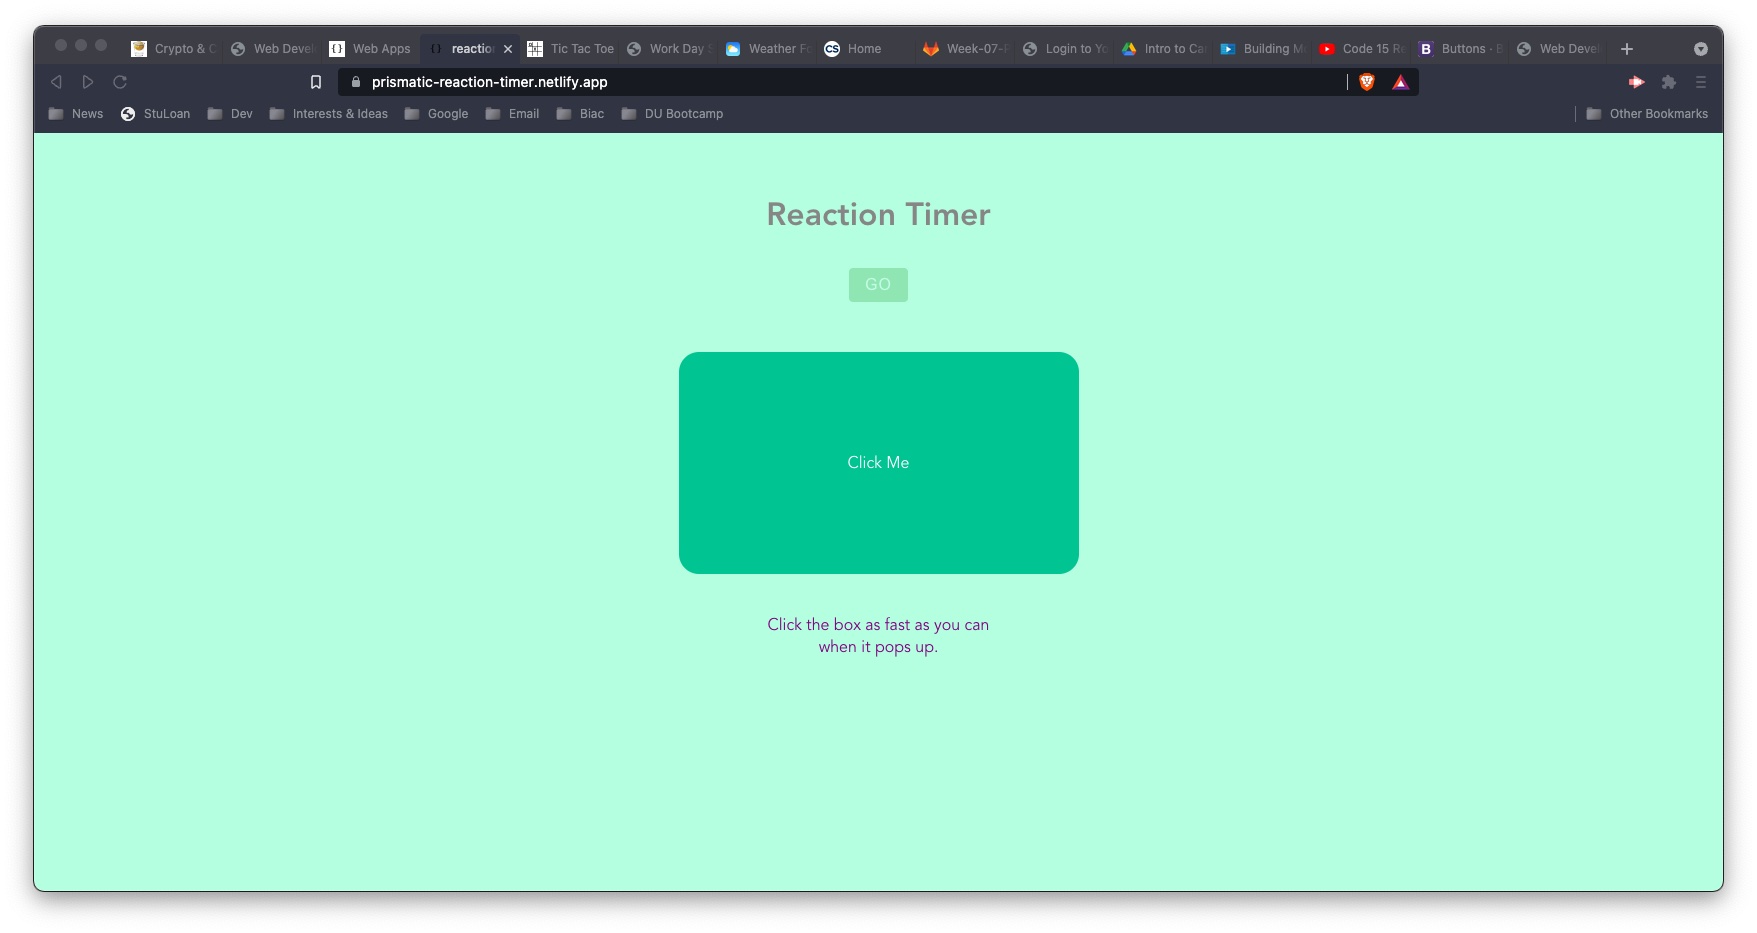 Crypto & C
Web Devel
Web Apps
reaction
Tic Tac Toe
Work Day S
Weather Fo
CS Home
Week-07-P
Login to Yo
Intro to Car
Building M
Code 15 Re
B Buttons · B
Web Devel
prismatic-reaction-timer.netlify.app
News StuLoan Dev Interests & Ideas Google Email Biac DU Bootcamp Other Bookmarks
Reaction Timer
GO
Click Me
Click the box as fast as you can
when it pops up.